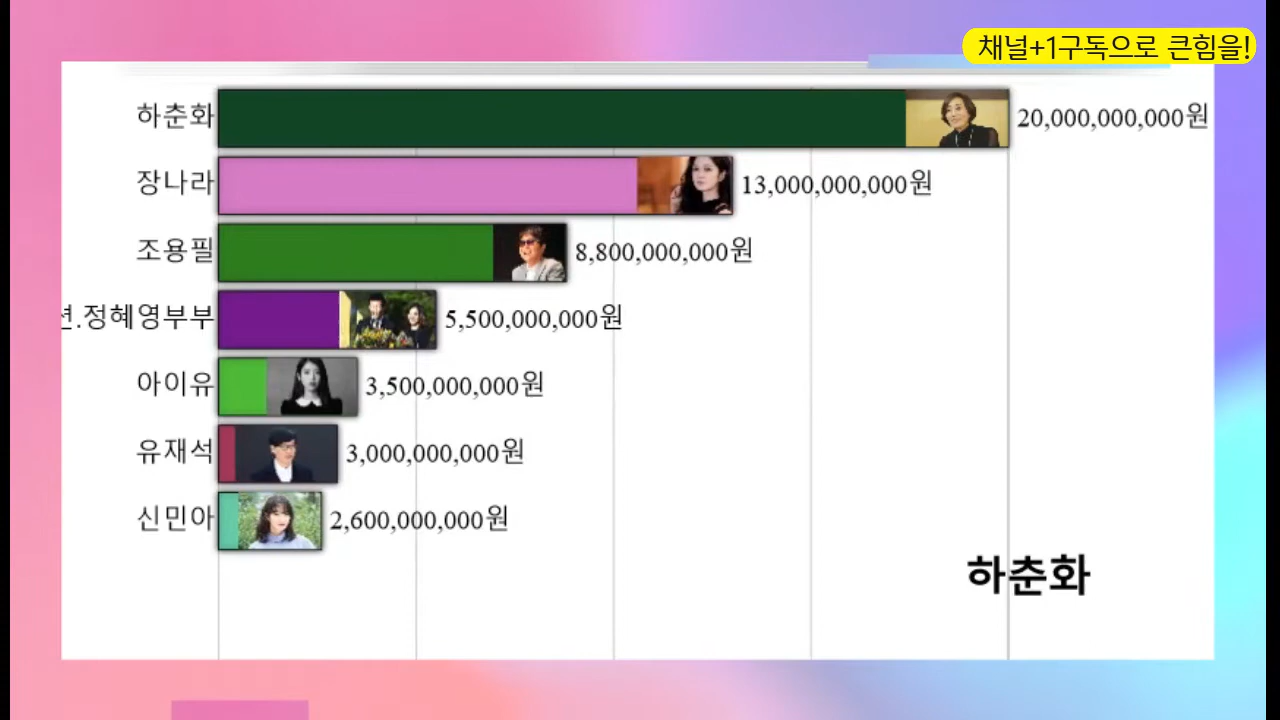 채널+1구독으로 큰힘을!
하춘화 20,000,000,000원
장나라 13,000,000,000원
조용필 8,800,000,000원
션.정혜영부부 5,500,000,000원
아이유 3,500,000,000원
유재석 3,000,000,000원
신민아 2,600,000,000원
하춘화